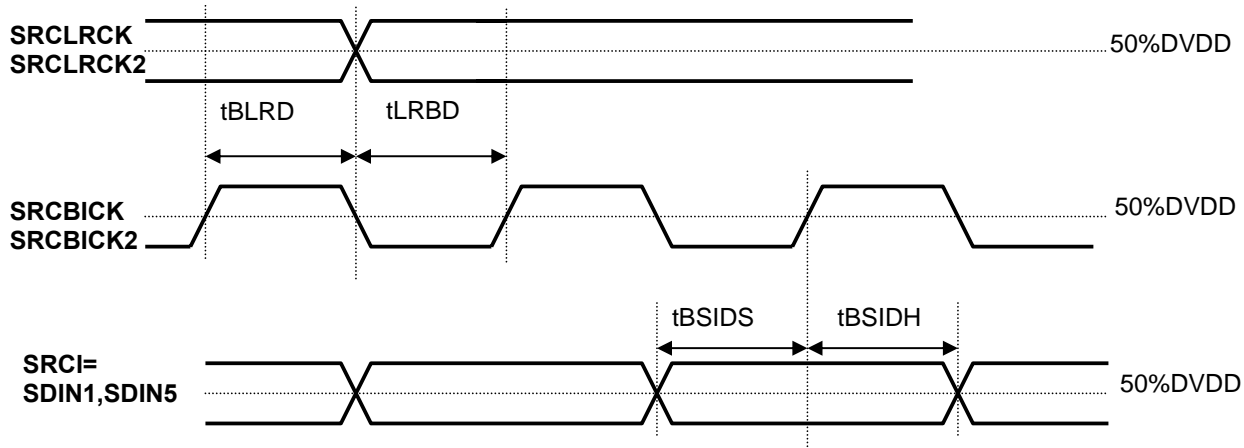 SRCLRCK
SRCLRCK2
50%DVDD
tBLRD
tLRBD
SRCBICK
SRCBICK2
50%DVDD
tBSIDS
tBSIDH
SRCI=
SDIN1,SDIN5
50%DVDD